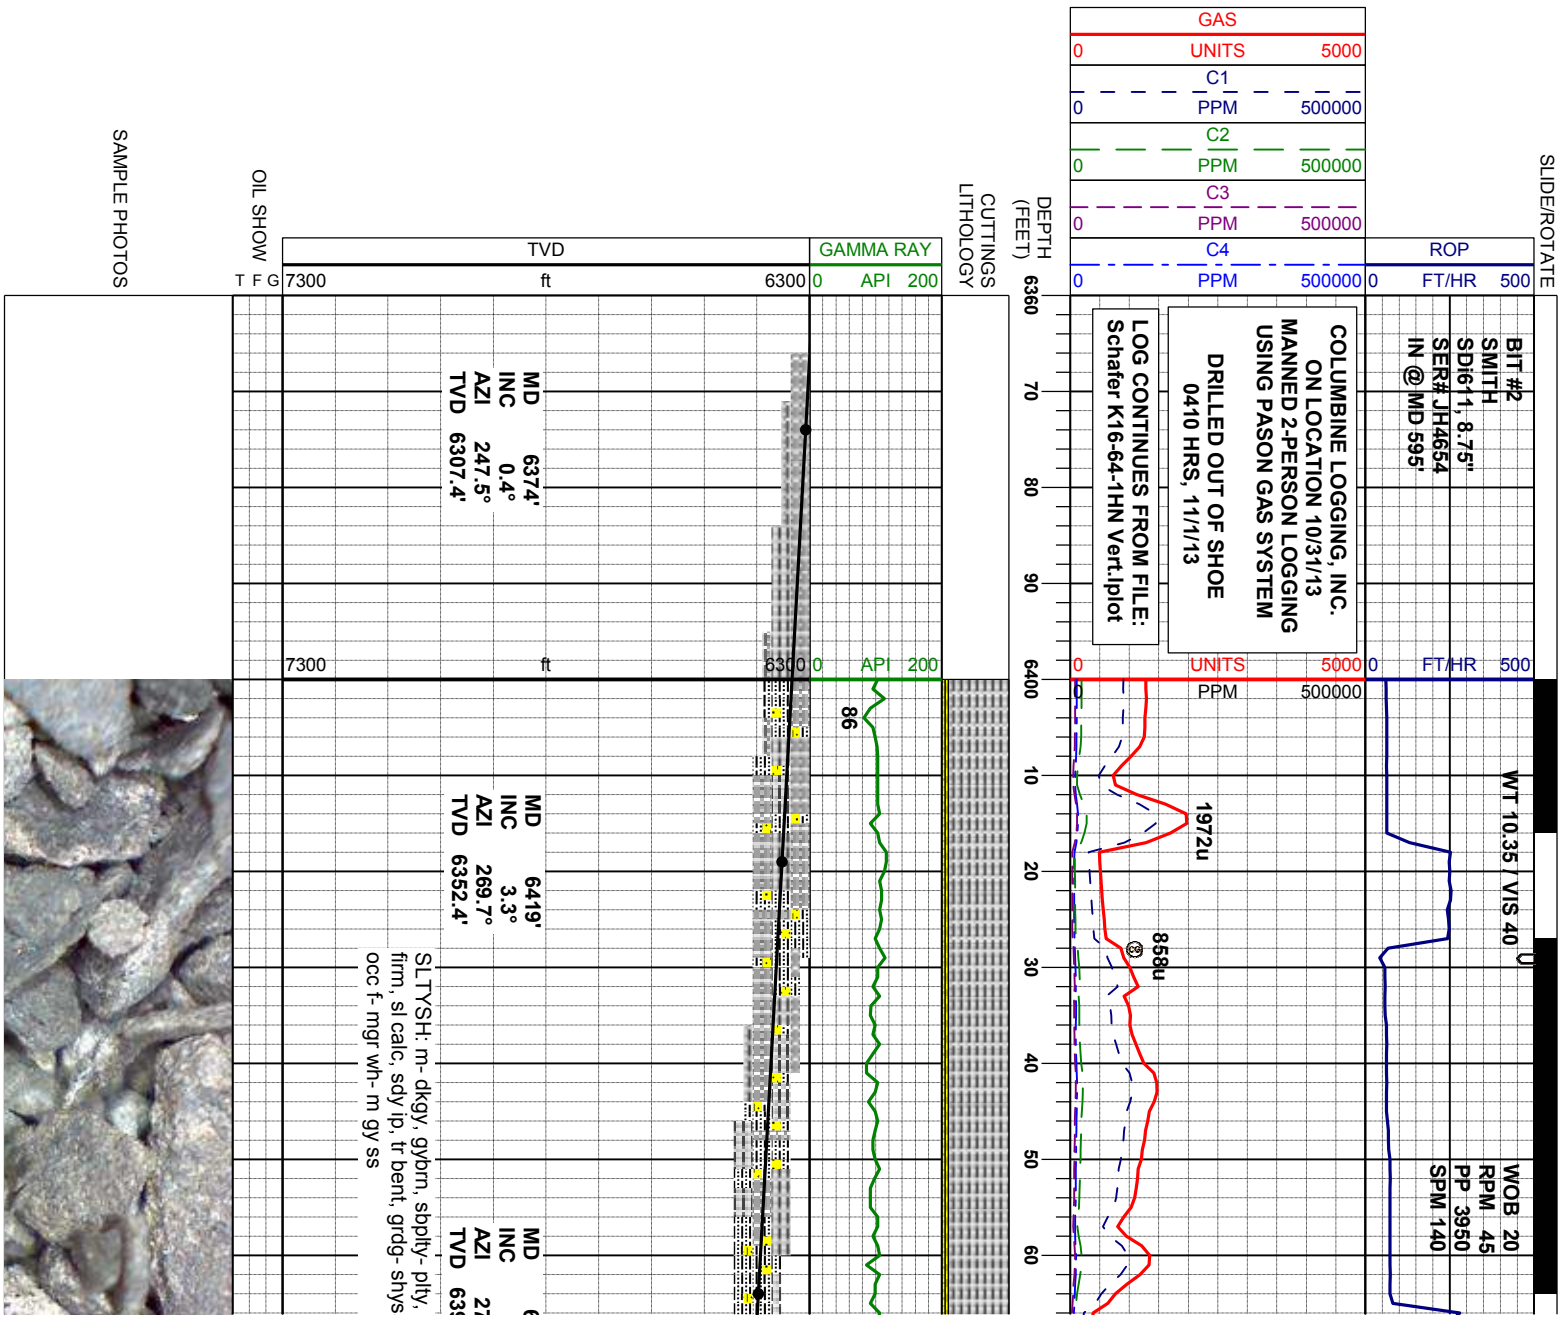 GAS
0 UNITS 5000
C1
0 PPM 500000
C2
0 PPM 500000
C3
0 PPM 500000
C4
0 PPM 500000
ROP
0 FT/HR 500
SLIDE/ROTATE
DEPTH
(FEET)
CUTTINGS
LITHOLOGY
GAMMA RAY
0 API 200
TVD
7300 ft 6300
OIL SHOW
T F G
SAMPLE PHOTOS
BIT #2
SMITH
SDi611, 8.75"
SER# JH4654
IN @ MD 595'
COLUMBINE LOGGING, INC.
ON LOCATION 10/31/13
MANNED 2-PERSON LOGGING
USING PASON GAS SYSTEM
DRILLED OUT OF SHOE
0410 HRS, 11/1/13
LOG CONTINUES FROM FILE:
Schafer K16-64-1HN Vert.lplot
6360
70
80
90
6400
10
20
30
40
50
60
MD 6374'
INC 0.4°
AZI 247.5°
TVD 6307.4'
7300 ft 6300
0 API 200
0 UNITS 5000
0 PPM 500000
0 FT/HR 500
86
1972u
858u
WT 10.35 / VIS 40
U
WOB 20
RPM 45
PP 3950
SPM 140
MD 6419'
INC 3.3°
AZI 269.7°
TVD 6352.4'
SLTYSH: m- dkgy, gybrn, sbplty- plty,
firm, sl calc, sdy ip, tr bent, grdg- shys
occ f- mgr wh- m gy ss
MD 6
INC
AZI 27
TVD 639